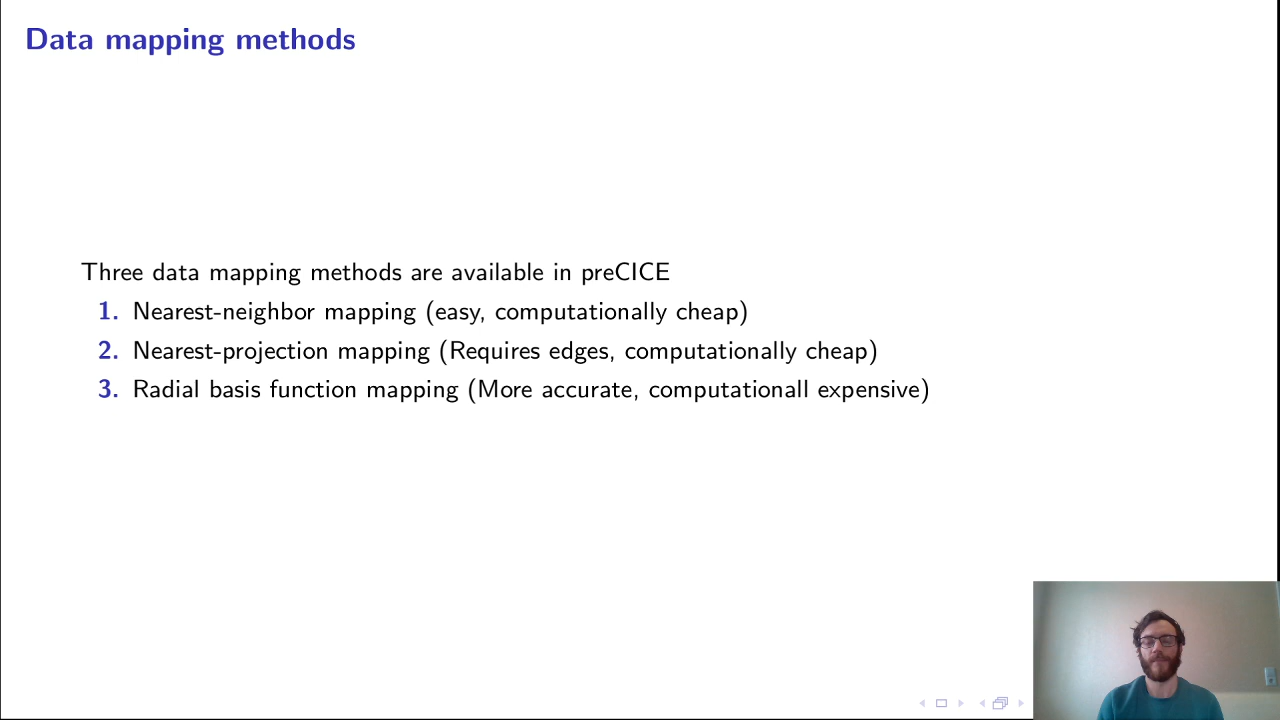 Data mapping methods
Three data mapping methods are available in preCICE
1. Nearest-neighbor mapping (easy, computationally cheap)
2. Nearest-projection mapping (Requires edges, computationally cheap)
3. Radial basis function mapping (More accurate, computationall expensive)